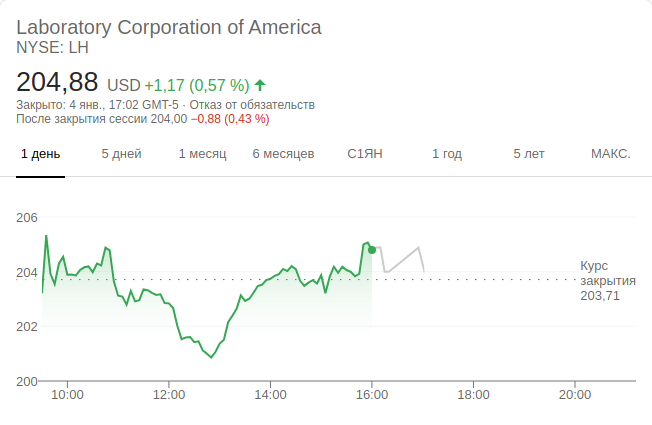 Laboratory Corporation of America
NYSE: LH
204,88 USD +1,17 (0,57 %)
Закрыто: 4 янв., 17:02 GMT-5 · Отказ от обязательств
После закрытия сессии 204,00 −0,88 (0,43 %)
1 день 5 дней 1 месяц 6 месяцев С1ЯН 1 год 5 лет МАКС.
206
204
202
200
Курс
закрытия
203,71
10:00 12:00 14:00 16:00 18:00 20:00